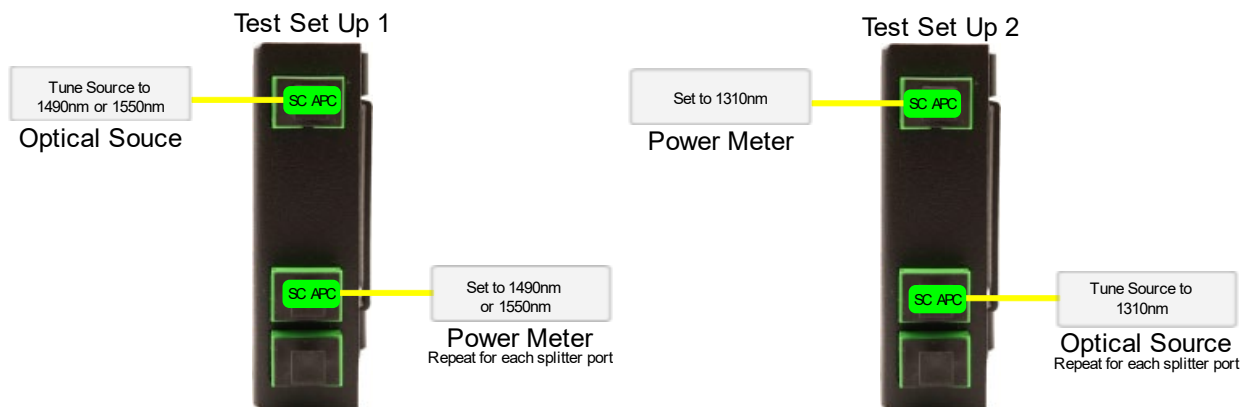 Test Set Up 1
Tune Source to
1490nm or 1550nm
SC APC
Optical Souce
SC APC
Set to 1490nm
or 1550nm
Power Meter
Repeat for each splitter port
Test Set Up 2
Set to 1310nm
SC APC
Power Meter
SC APC
Tune Source to
1310nm
Optical Source
Repeat for each splitter port